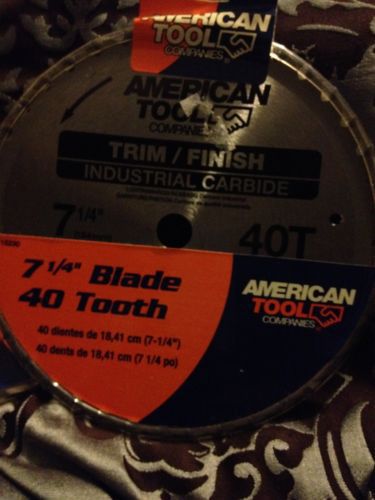 AMERICAN
TOOL
COMPANIES
AMERICAN
TOOL
COMPANIES
TRIM / FINISH
INDUSTRIAL CARBIDE
7 1/4"
40T
7 1/4" Blade
40 Tooth
40 dientes de 18,41 cm (7-1/4")
40 dents de 18,41 cm (7 1/4 po)
AMERICAN
TOOL
COMPANIES